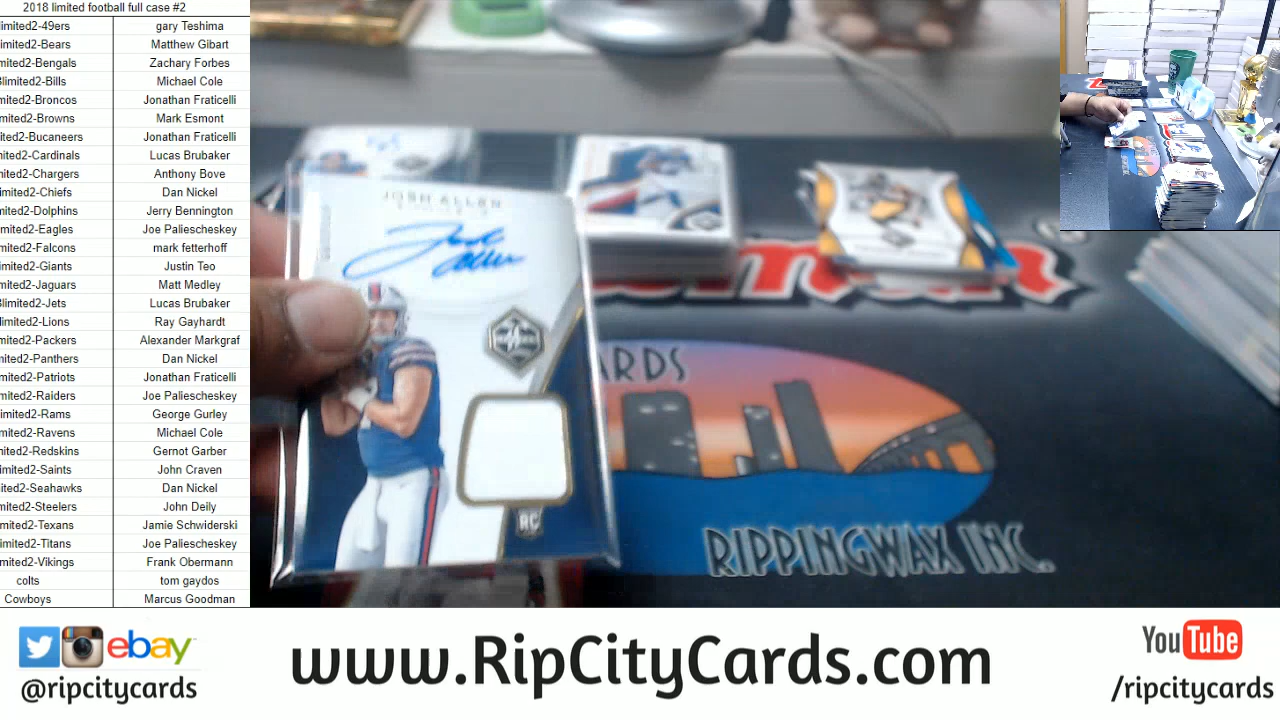 2018 limited football full case #2
limited2-49ers gary Teshima
imited2-Bears Matthew Gibart
mited2-Bengals Zachary Forbes
limited2-Bills Michael Cole
mited2-Broncos Jonathan Fraticelli
mited2-Browns Mark Esmont
ited2-Bucaneers Jonathan Fraticelli
ited2-Cardinals Lucas Brubaker
mited2-Chargers Anthony Bove
imited2-Chiefs Dan Nickel
mited2-Dolphins Jerry Bennington
imited2-Eagles Joe Paliescheskey
mited2-Falcons mark fetterhoff
imited2-Giants Justin Teo
mited2-Jaguars Matt Medley
limited2-Jets Lucas Brubaker
limited2-Lions Ray Gayhardt
mited2-Packers Alexander Markgraf
mited2-Panthers Dan Nickel
mited2-Patriots Jonathan Fraticelli
mited2-Raiders Joe Paliescheskey
imited2-Rams George Gurley
mited2-Ravens Michael Cole
mited2-Redskins Gernot Garber
imited2-Saints John Craven
ited2-Seahawks Dan Nickel
mited2-Steelers John Deily
mited2-Texans Jamie Schwiderski
imited2-Titans Joe Paliescheskey
mited2-Vikings Frank Obermann
colts tom gaydos
Cowboys Marcus Goodman
JOSH ALLEN
Josh Allen
RC
ARDS
RIPPINGWAX INC.
ebay
@ripcitycards
www.RipCityCards.com
YouTube
/ripcitycards